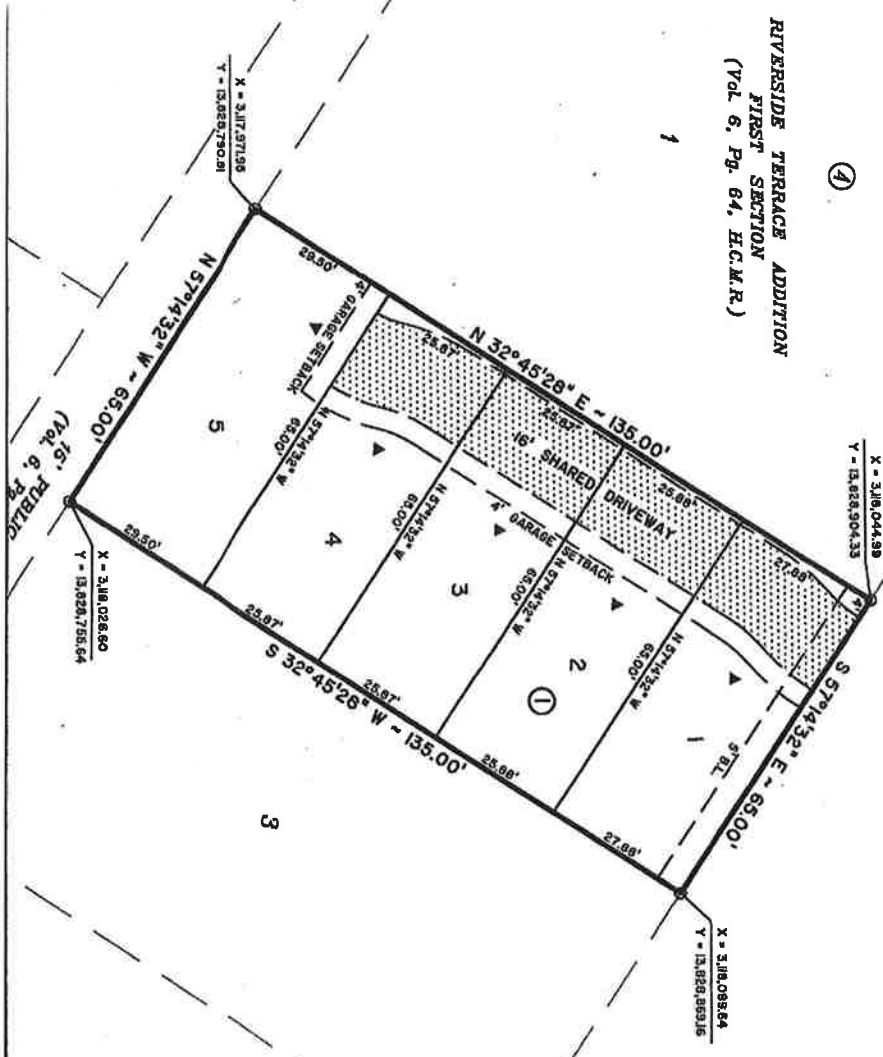 RIVERSIDE TERRACE ADDITION
FIRST SECTION
(Vol. 6, Pg. 64, H.C.M.R.)
4
1
X = 3,118,044.99
Y = 13,828,904.33
X = 3,117,971.95
Y = 13,828,790.81
N 32°45'28" E ~ 135.00'
29.50'
25.87'
25.87'
25.88'
27.88'
4'
4' GARAGE SETBACK
16' SHARED DRIVEWAY
4' GARAGE SETBACK
S 57°14'32" E ~ 65.00'
5' B.L.
N 57°14'32" W
65.00'
N 57°14'32" W
65.00'
N 57°14'32" W
65.00'
N 57°14'32" W
65.00'
5
4
3
2
1
1
N 57°14'32" W ~ 65.00'
29.50'
25.87'
25.87'
25.88'
27.88'
S 32°45'28" W ~ 135.00'
15' PUBLIC
(Vol. 6, Pg.
X = 3,118,026.60
Y = 13,828,755.64
X = 3,118,099.64
Y = 13,828,869.16
3